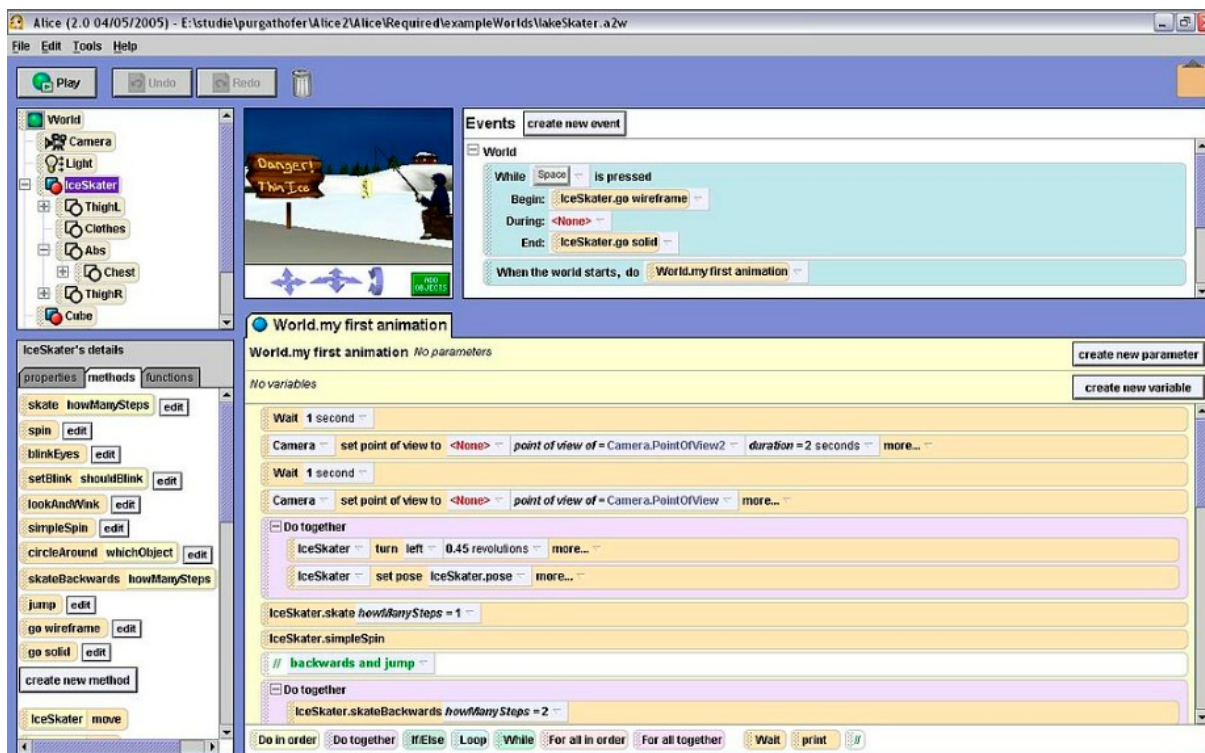 Alice (2.0 04/05/2005) - E:\studie\purgathofer\Alice2\Alice\Required\exampleWorlds\lakeSkater.a2w
File Edit Tools Help
Play Undo Redo
World
Camera
Light
IceSkater
ThighL
Clothes
Abs
Chest
ThighR
Cube
Danger!
Thin Ice
ADD
OBJECTS
Events create new event
World
While Space is pressed
Begin: IceSkater.go wireframe
During: <None>
End: IceSkater.go solid
When the world starts, do World.my first animation
IceSkater's details
properties methods functions
skate howManySteps edit
spin edit
blinkEyes edit
setBlink shouldBlink edit
lookAndWink edit
simpleSpin edit
circleAround whichObject edit
skateBackwards howManySteps
jump edit
go wireframe edit
go solid edit
create new method
IceSkater move
World.my first animation
World.my first animation No parameters create new parameter
No variables create new variable
Wait 1 second
Camera set point of view to <None> point of view of = Camera.PointOfView2 duration = 2 seconds more...
Wait 1 second
Camera set point of view to <None> point of view of = Camera.PointOfView more...
Do together
IceSkater turn left 0.45 revolutions more...
IceSkater set pose IceSkater.pose more...
IceSkater.skate howManySteps = 1
IceSkater.simpleSpin
// backwards and jump
Do together
IceSkater.skateBackwards howManySteps = 2
Do in order Do together If/Else Loop While For all in order For all together Wait print //